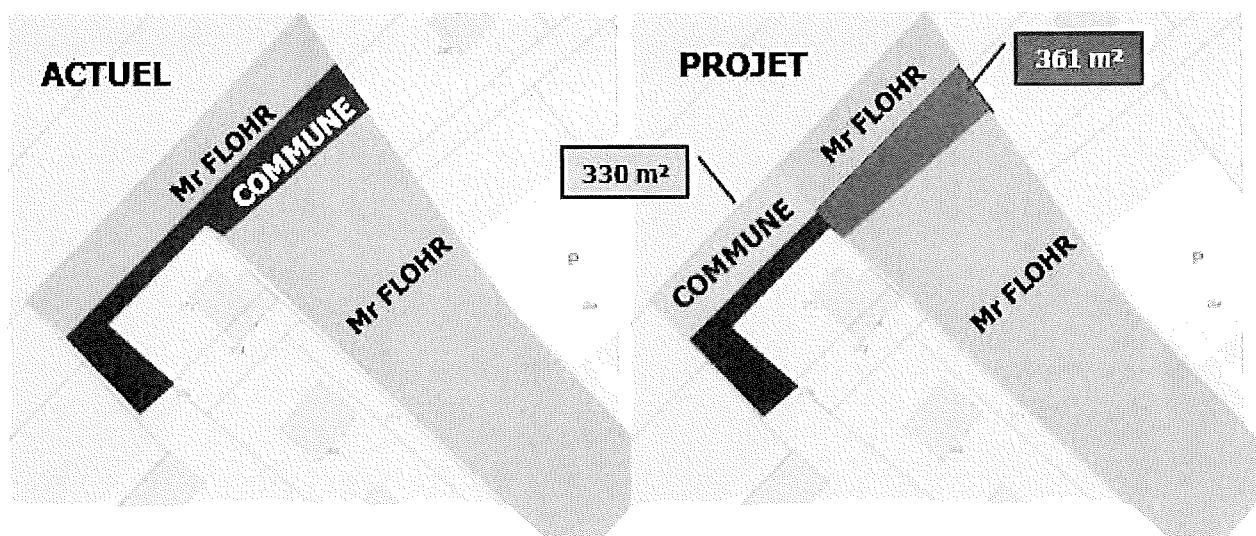 ACTUEL
Mr FLOHR
COMMUNE
Mr FLOHR
PROJET
361 m²
Mr FLOHR
330 m²
COMMUNE
Mr FLOHR